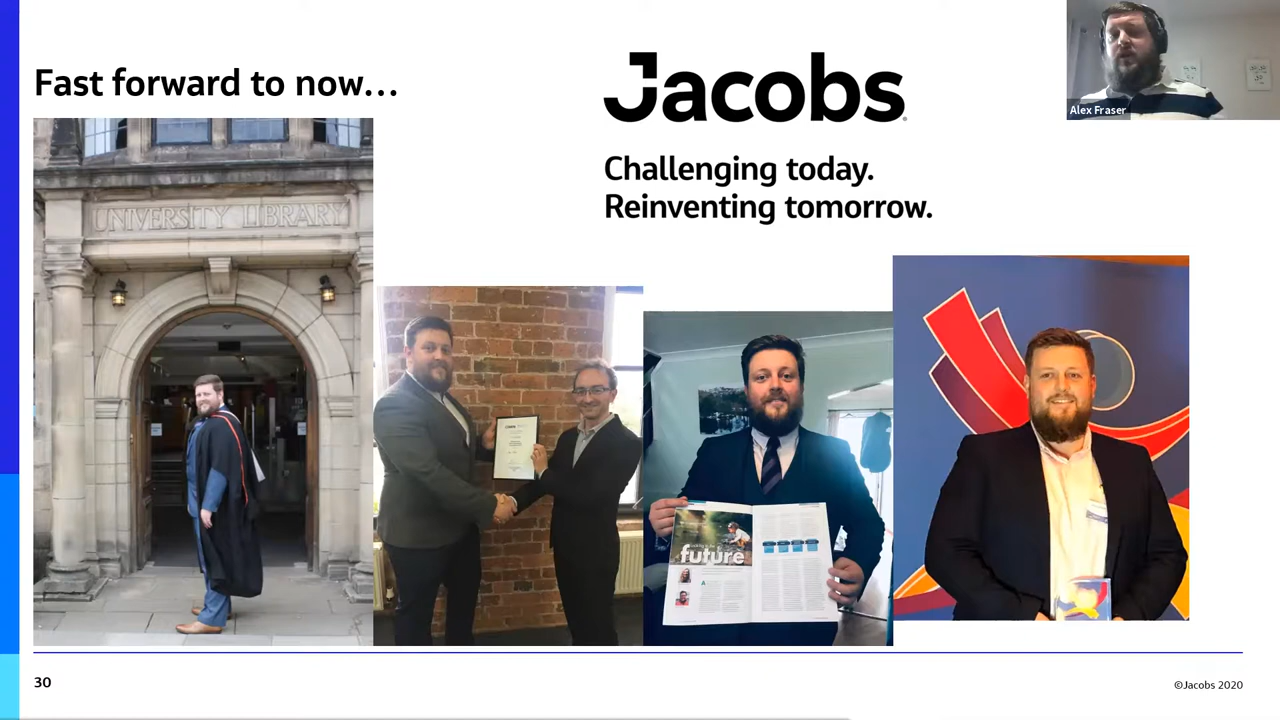 Fast forward to now...
Jacobs
Challenging today.
Reinventing tomorrow.
Alex Fraser
UNIVERSITY LIBRARY
future
30
©Jacobs 2020